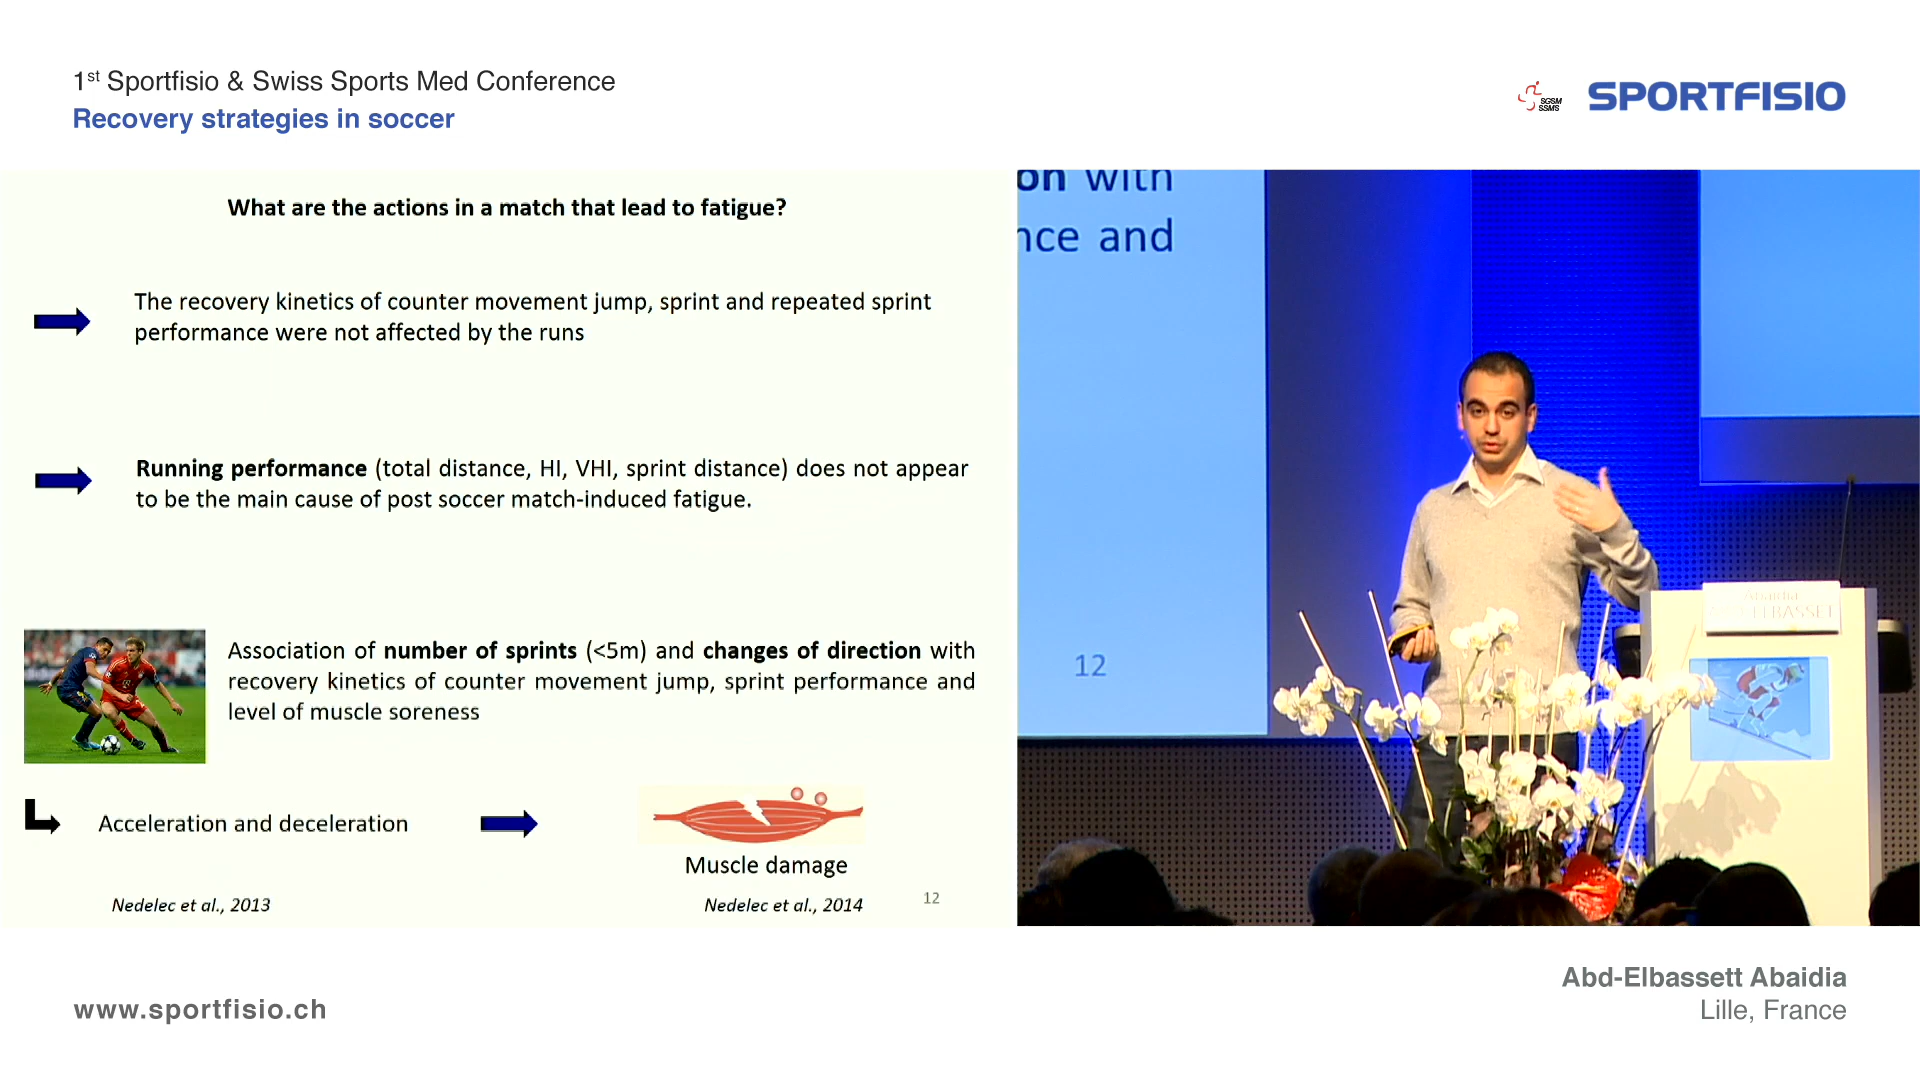 1st Sportfisio & Swiss Sports Med Conference
Recovery strategies in soccer
SGSM
SSMS
SPORTFISIO
What are the actions in a match that lead to fatigue?
The recovery kinetics of counter movement jump, sprint and repeated sprint
performance were not affected by the runs
Running performance (total distance, HI, VHI, sprint distance) does not appear
to be the main cause of post soccer match-induced fatigue.
Association of number of sprints (<5m) and changes of direction with
recovery kinetics of counter movement jump, sprint performance and
level of muscle soreness
Acceleration and deceleration
Muscle damage
Nedelec et al., 2013
Nedelec et al., 2014
12
on with
nce and
12
Abaidia
Abd-Elbassett Abaidia
Lille, France
www.sportfisio.ch